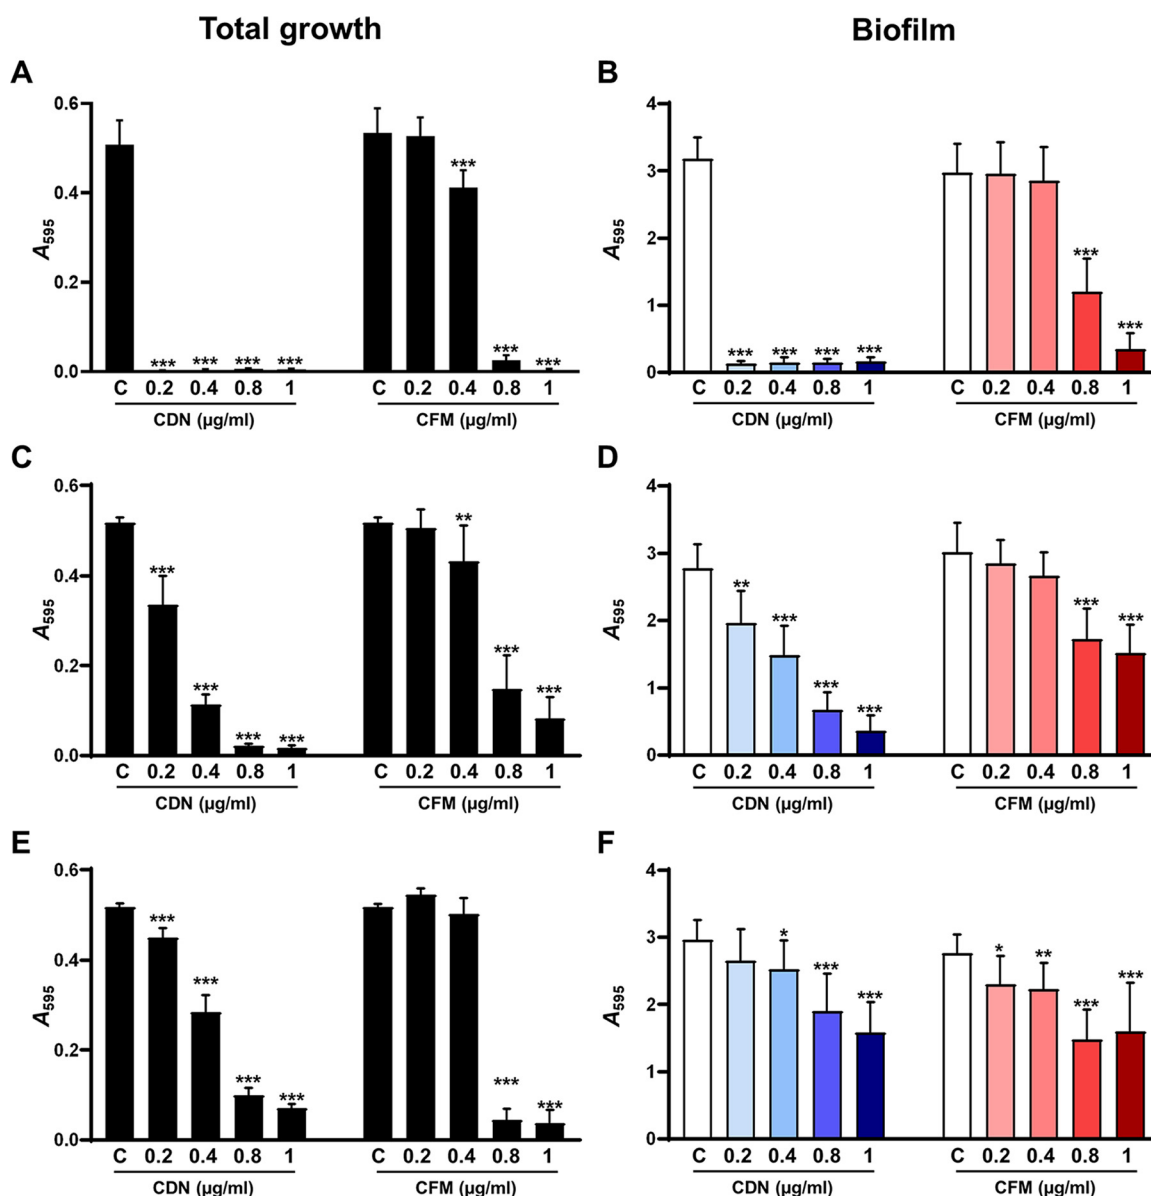 Total growth Biofilm
A B
0.6 4
*** 3
0.4
A595 A595 2
0.2 ***
1 ***
*** *** *** *** *** *** *** *** *** ***
0.0 0
C 0.2 0.4 0.8 1 C 0.2 0.4 0.8 1 C 0.2 0.4 0.8 1 C 0.2 0.4 0.8 1
CDN (µg/ml) CFM (µg/ml) CDN (µg/ml) CFM (µg/ml)
C D
0.6 4
** 3
0.4 **
*** *** *** ***
A595 A595 2
0.2 *** *** *** ***
1 ***
*** ***
0.0 0
C 0.2 0.4 0.8 1 C 0.2 0.4 0.8 1 C 0.2 0.4 0.8 1 C 0.2 0.4 0.8 1
CDN (µg/ml) CFM (µg/ml) CDN (µg/ml) CFM (µg/ml)
E F
0.6 4
*** 3 * * **
0.4 *** *** *** *** ***
A595 A595 2
0.2
*** *** *** *** 1
0.0 0
C 0.2 0.4 0.8 1 C 0.2 0.4 0.8 1 C 0.2 0.4 0.8 1 C 0.2 0.4 0.8 1
CDN (µg/ml) CFM (µg/ml) CDN (µg/ml) CFM (µg/ml)